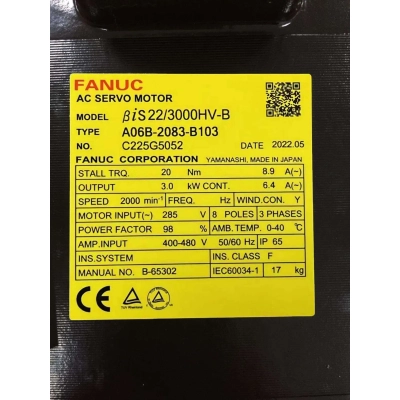 FANUC
AC SERVO MOTOR
MODEL βiS 22/3000HV-B
TYPE A06B-2083-B103
NO. C225G5052 DATE 2022.05
FANUC CORPORATION YAMANASHI, MADE IN JAPAN
STALL TRQ. 20 Nm 8.9 A(~)
OUTPUT 3.0 kW CONT. 6.4 A(~)
SPEED 2000 min⁻¹ FREQ. Hz WIND.CON. Y
MOTOR INPUT(~) 285 V 8 POLES 3 PHASES
POWER FACTOR 98 % AMB.TEMP. 0-40 °C
AMP.INPUT 400-480 V 50/60 Hz IP 65
INS.SYSTEM INS. CLASS F
MANUAL NO. B-65302 IEC60034-1 17 kg